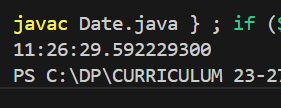 javac Date.java } ; if (
11:26:29.592229300
PS C:\DP\CURRICULUM 23-27